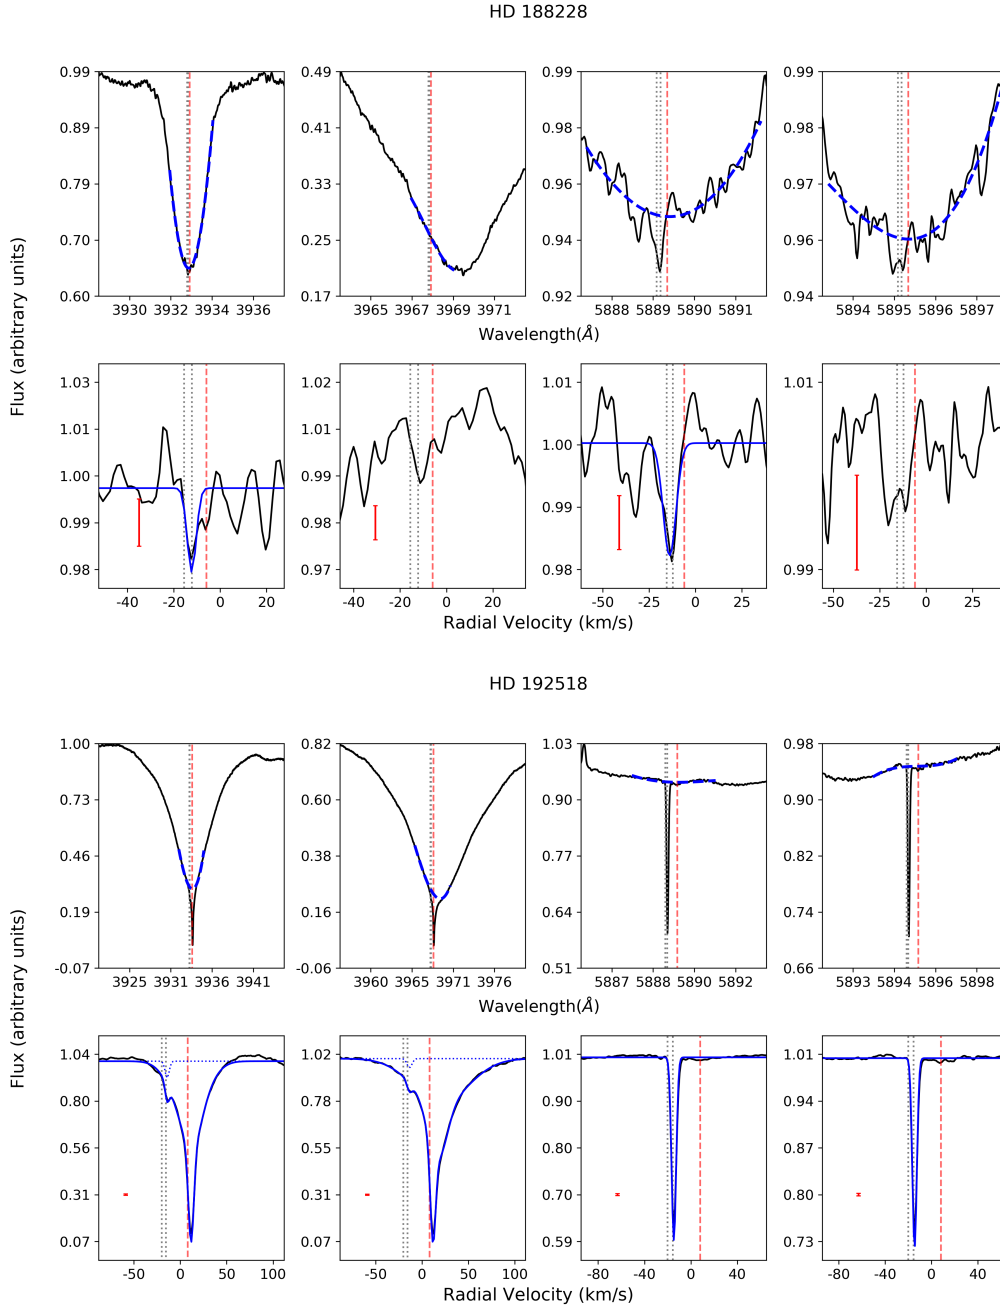 HD 188228
Flux (arbitrary units)
0.99 0.89 0.79 0.70 0.60
3930 3932 3934 3936
0.49 0.41 0.33 0.25 0.17
3965 3967 3969 3971
0.99 0.98 0.96 0.94 0.92
5888 5889 5890 5891
0.99 0.98 0.97 0.96 0.94
5894 5895 5896 5897
Wavelength(Å)
1.03 1.01 1.00 0.99 0.98
-40 -20 0 20
1.02 1.01 0.99 0.98 0.97
-40 -20 0 20
1.01 1.00 0.99 0.98
-50 -25 0 25
1.01 0.99
-50 -25 0 25
Radial Velocity (km/s)
HD 192518
Flux (arbitrary units)
1.00 0.73 0.46 0.19 -0.07
3925 3931 3936 3941
0.82 0.60 0.38 0.16 -0.06
3960 3965 3971 3976
1.03 0.90 0.77 0.64 0.51
5887 5888 5890 5892
0.98 0.90 0.82 0.74 0.66
5893 5894 5896 5898
Wavelength(Å)
1.04 0.80 0.56 0.31 0.07
-50 0 50 100
1.02 0.78 0.55 0.31 0.07
-50 0 50 100
1.01 0.90 0.80 0.70 0.59
-80 -40 0 40
1.01 0.94 0.87 0.80 0.73
-80 -40 0 40
Radial Velocity (km/s)